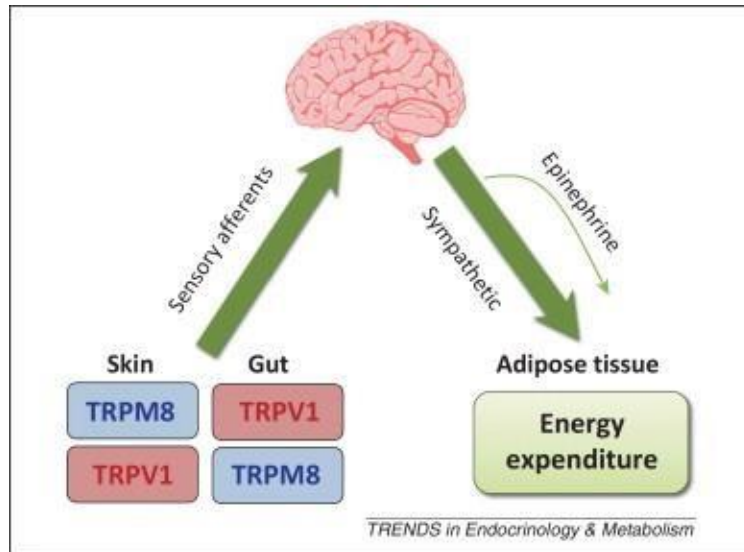 Sensory afferents
Sympathetic
Epinephrine
Skin
Gut
TRPM8
TRPV1
TRPV1
TRPM8
Adipose tissue
Energy
expenditure
TRENDS in Endocrinology & Metabolism